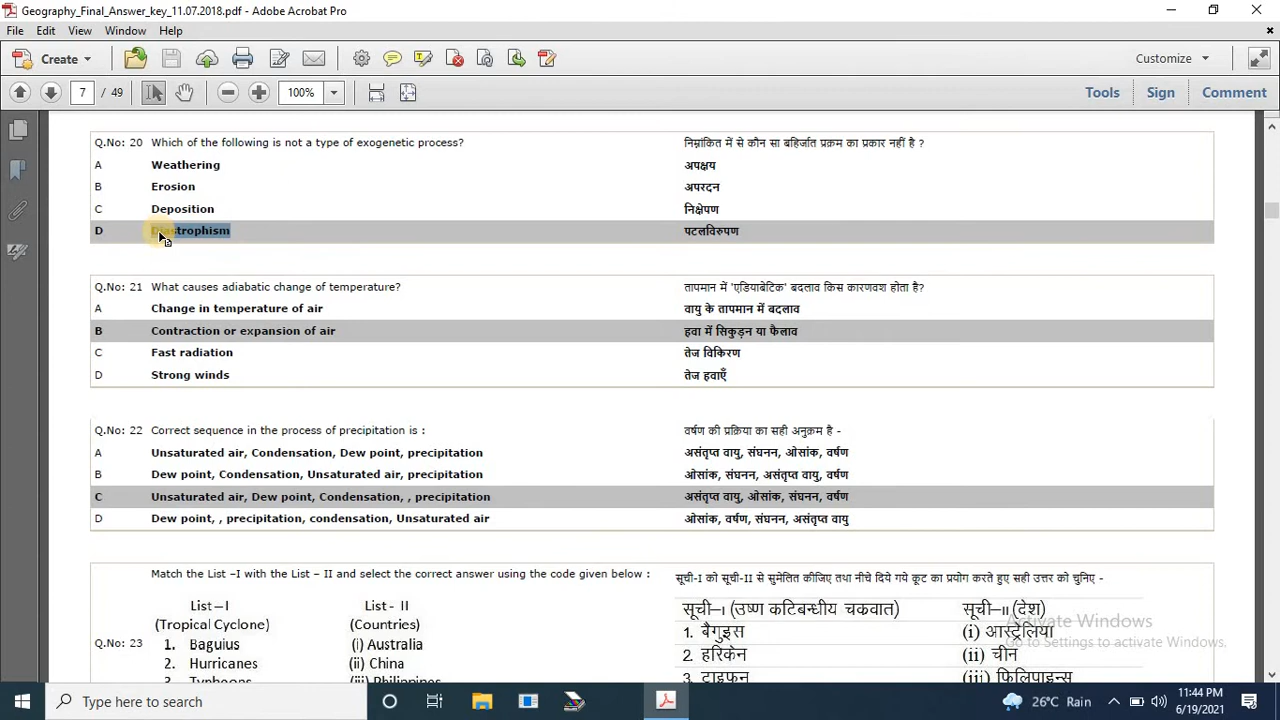 Geography_Final_Answer_key_11.07.2018.pdf - Adobe Acrobat Pro
File Edit View Window Help
Create Customize
7 / 49 100% Tools Sign Comment
Q.No: 20 Which of the following is not a type of exogenetic process? निम्नांकित में से कौन सा बहिर्जात प्रक्रम का प्रकार नहीं है ?
A Weathering अपक्षय
B Erosion अपरदन
C Deposition निक्षेपण
D Diastrophism पटलविरुपण
Q.No: 21 What causes adiabatic change of temperature? तापमान में 'एडियाबेटिक' बदलाव किस कारणवश होता है?
A Change in temperature of air वायु के तापमान में बदलाव
B Contraction or expansion of air हवा में सिकुड़न या फैलाव
C Fast radiation तेज विकिरण
D Strong winds तेज हवाएँ
Q.No: 22 Correct sequence in the process of precipitation is : वर्षण की प्रक्रिया का सही अनुक्रम है -
A Unsaturated air, Condensation, Dew point, precipitation असंतृप्त वायु, संघनन, ओसांक, वर्षण
B Dew point, Condensation, Unsaturated air, precipitation ओसांक, संघनन, असंतृप्त वायु, वर्षण
C Unsaturated air, Dew point, Condensation, , precipitation असंतृप्त वायु, ओसांक, संघनन, वर्षण
D Dew point, , precipitation, condensation, Unsaturated air ओसांक, वर्षण, संघनन, असंतृप्त वायु
Match the List –I with the List – II and select the correct answer using the code given below : सूची-I को सूची-II से सुमेलित कीजिए तथा नीचे दिये गये कूट का प्रयोग करते हुए सही उत्तर को चुनिए -
List–I List- II सूची–I (उष्ण कटिबन्धीय चकवात) सूची–II (देश)
(Tropical Cyclone) (Countries)
Q.No: 23 1. Baguius (i) Australia 1. बैगुइस (i) आस्ट्रेलिया
2. Hurricanes (ii) China 2. हरिकेन (ii) चीन
3. Typhoons (iii) Philippines 3. टाइफून (iii) फिलिपाइन्स
Activate Windows
Go to Settings to activate Windows.
Type here to search 26°C Rain 11:44 PM
6/19/2021